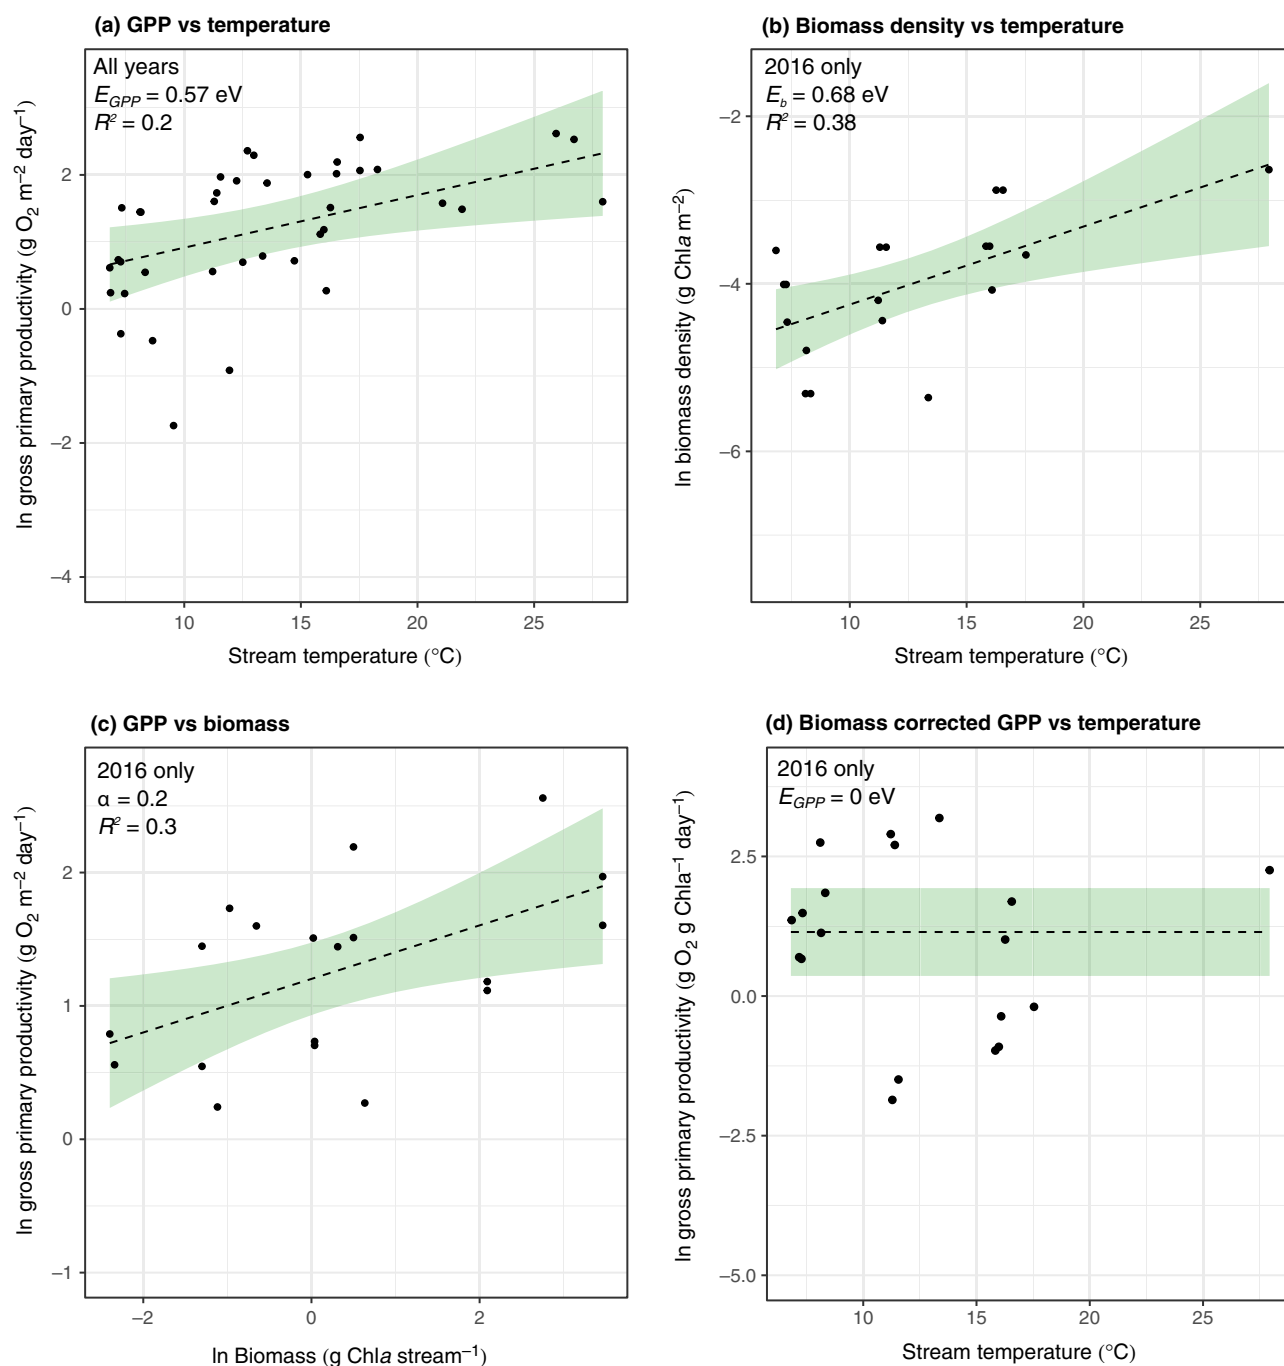 (a) GPP vs temperature
All years
E_GPP = 0.57 eV
R² = 0.2
ln gross primary productivity (g O₂ m⁻² day⁻¹)
2
0
−2
−4
10 15 20 25
Stream temperature (°C)
(b) Biomass density vs temperature
2016 only
E_b = 0.68 eV
R² = 0.38
ln biomass density (g Chla m⁻²)
−2
−4
−6
10 15 20 25
Stream temperature (°C)
(c) GPP vs biomass
2016 only
α = 0.2
R² = 0.3
ln gross primary productivity (g O₂ m⁻² day⁻¹)
2
1
0
−1
−2 0 2
ln Biomass (g Chla stream⁻¹)
(d) Biomass corrected GPP vs temperature
2016 only
E_GPP = 0 eV
ln gross primary productivity (g O₂ g Chla⁻¹ day⁻¹)
2.5
0.0
−2.5
−5.0
10 15 20 25
Stream temperature (°C)